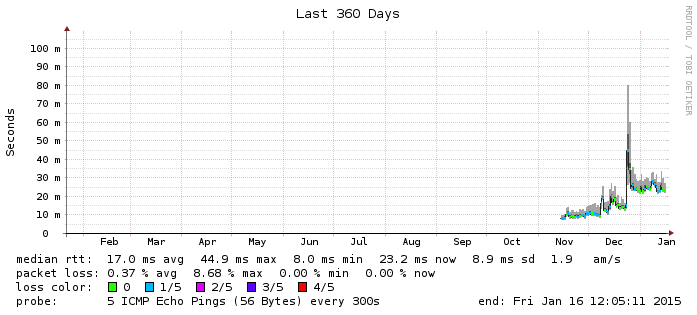 Last 360 Days
RRDTOOL / TOBI OETIKER
Seconds
100 m
90 m
80 m
70 m
60 m
50 m
40 m
30 m
20 m
10 m
0
Feb Mar Apr May Jun Jul Aug Sep Oct Nov Dec Jan
median rtt: 17.0 ms avg 44.9 ms max 8.0 ms min 23.2 ms now 8.9 ms sd 1.9 am/s
packet loss: 0.37 % avg 8.68 % max 0.00 % min 0.00 % now
loss color: 0 1/5 2/5 3/5 4/5
probe: 5 ICMP Echo Pings (56 Bytes) every 300s end: Fri Jan 16 12:05:11 2015